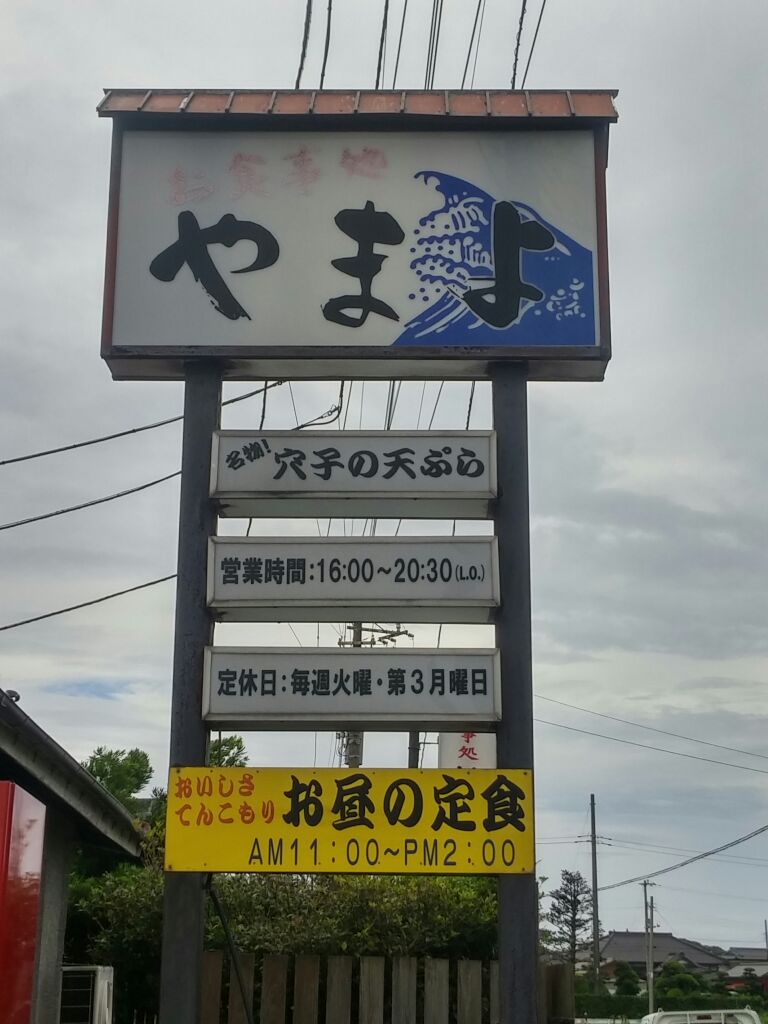 お食事処
やまよ
名物! 穴子の天ぷら
営業時間:16:00~20:30(L.O.)
定休日:毎週火曜・第3月曜日
事処
おいしさ
てんこもり
お昼の定食
AM11:00~PM2:00